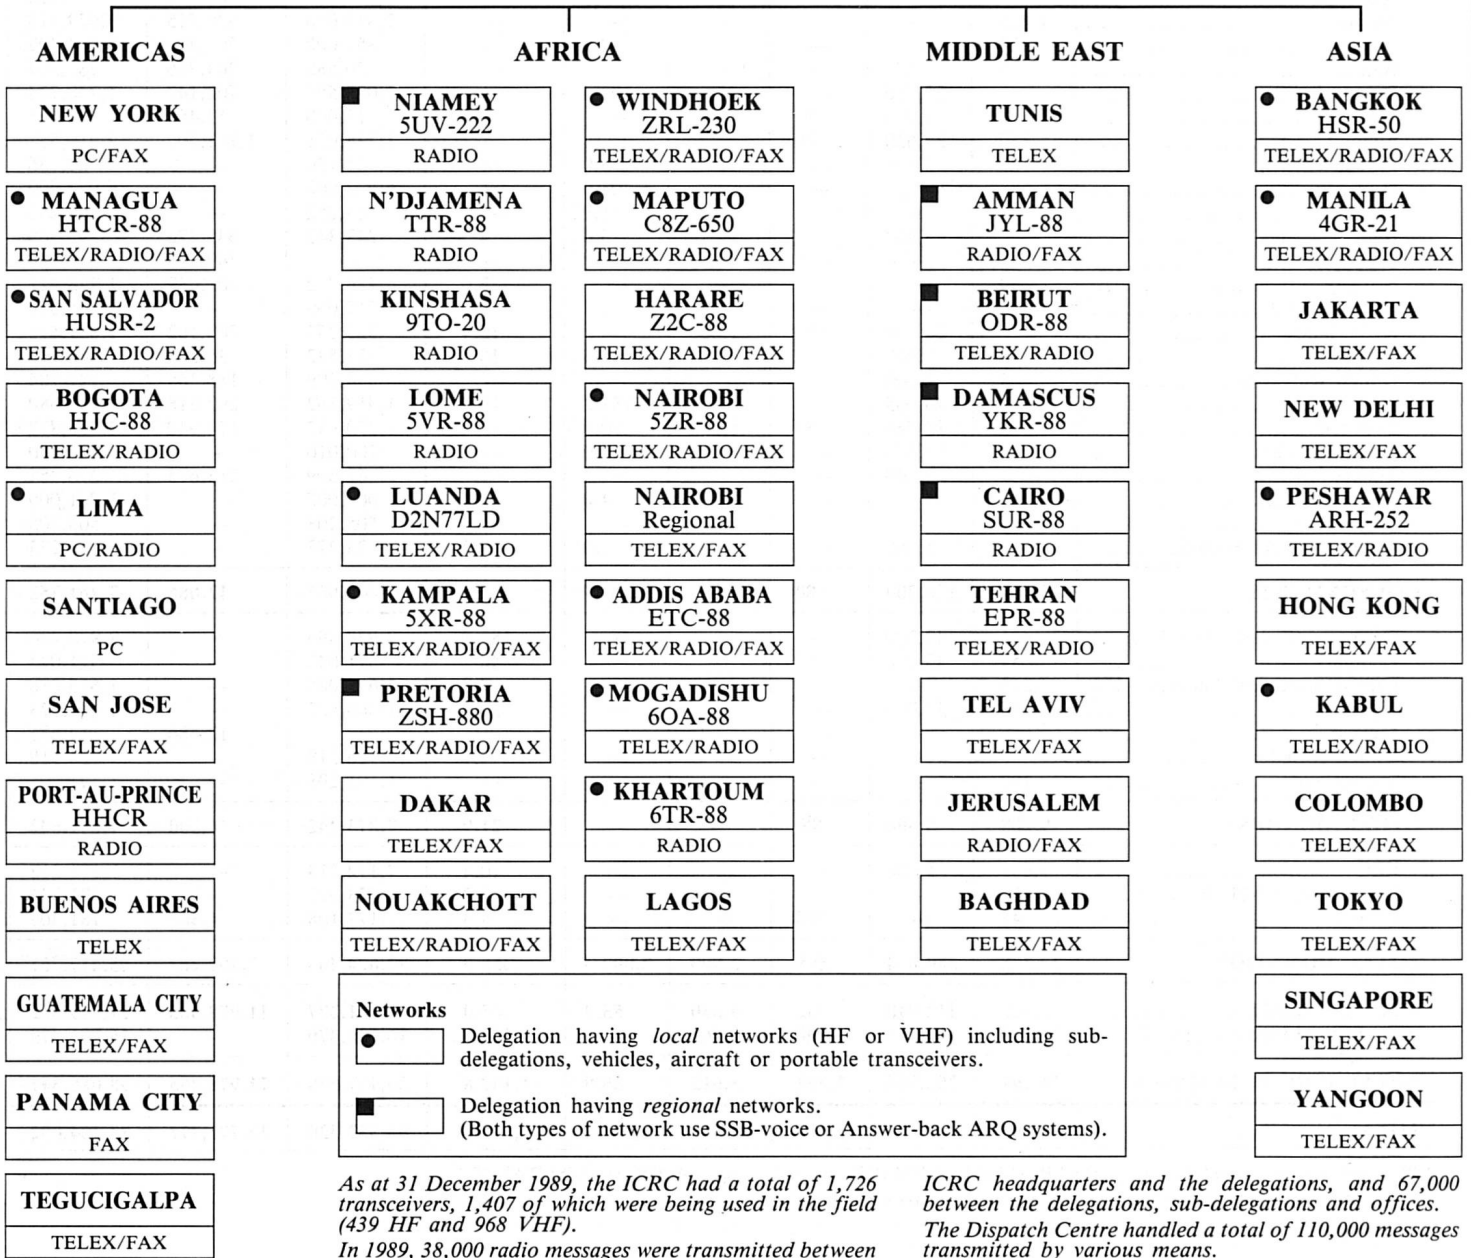 AMERICAS
NEW YORK
PC/FAX
MANAGUA
HTCR-88
TELEX/RADIO/FAX
SAN SALVADOR
HUSR-2
TELEX/RADIO/FAX
BOGOTA
HJC-88
TELEX/RADIO
LIMA
PC/RADIO
SANTIAGO
PC
SAN JOSE
TELEX/FAX
PORT-AU-PRINCE
HHCR
RADIO
BUENOS AIRES
TELEX
GUATEMALA CITY
TELEX/FAX
PANAMA CITY
FAX
TEGUCIGALPA
TELEX/FAX
AFRICA
NIAMEY
5UV-222
RADIO
N'DJAMENA
TTR-88
RADIO
KINSHASA
9TO-20
RADIO
LOME
5VR-88
RADIO
LUANDA
D2N77LD
TELEX/RADIO
KAMPALA
5XR-88
TELEX/RADIO/FAX
PRETORIA
ZSH-880
TELEX/RADIO/FAX
DAKAR
TELEX/FAX
NOUAKCHOTT
TELEX/RADIO/FAX
WINDHOEK
ZRL-230
TELEX/RADIO/FAX
MAPUTO
C8Z-650
TELEX/RADIO/FAX
HARARE
Z2C-88
TELEX/RADIO/FAX
NAIROBI
5ZR-88
TELEX/RADIO/FAX
NAIROBI
Regional
TELEX/FAX
ADDIS ABABA
ETC-88
TELEX/RADIO/FAX
MOGADISHU
6OA-88
TELEX/RADIO
KHARTOUM
6TR-88
RADIO
LAGOS
TELEX/FAX
MIDDLE EAST
TUNIS
TELEX
AMMAN
JYL-88
RADIO/FAX
BEIRUT
ODR-88
TELEX/RADIO
DAMASCUS
YKR-88
RADIO
CAIRO
SUR-88
RADIO
TEHRAN
EPR-88
TELEX/RADIO
TEL AVIV
TELEX/FAX
JERUSALEM
RADIO/FAX
BAGHDAD
TELEX/FAX
ASIA
BANGKOK
HSR-50
TELEX/RADIO/FAX
MANILA
4GR-21
TELEX/RADIO/FAX
JAKARTA
TELEX/FAX
NEW DELHI
TELEX/FAX
PESHAWAR
ARH-252
TELEX/RADIO
HONG KONG
TELEX/FAX
KABUL
TELEX/RADIO
COLOMBO
TELEX/FAX
TOKYO
TELEX/FAX
SINGAPORE
TELEX/FAX
YANGOON
TELEX/FAX
Networks
Delegation having local networks (HF or VHF) including sub-
delegations, vehicles, aircraft or portable transceivers.
Delegation having regional networks.
(Both types of network use SSB-voice or Answer-back ARQ systems).
As at 31 December 1989, the ICRC had a total of 1,726
transceivers, 1,407 of which were being used in the field
(439 HF and 968 VHF).
In 1989, 38,000 radio messages were transmitted between
ICRC headquarters and the delegations, and 67,000
between the delegations, sub-delegations and offices.
The Dispatch Centre handled a total of 110,000 messages
transmitted by various means.